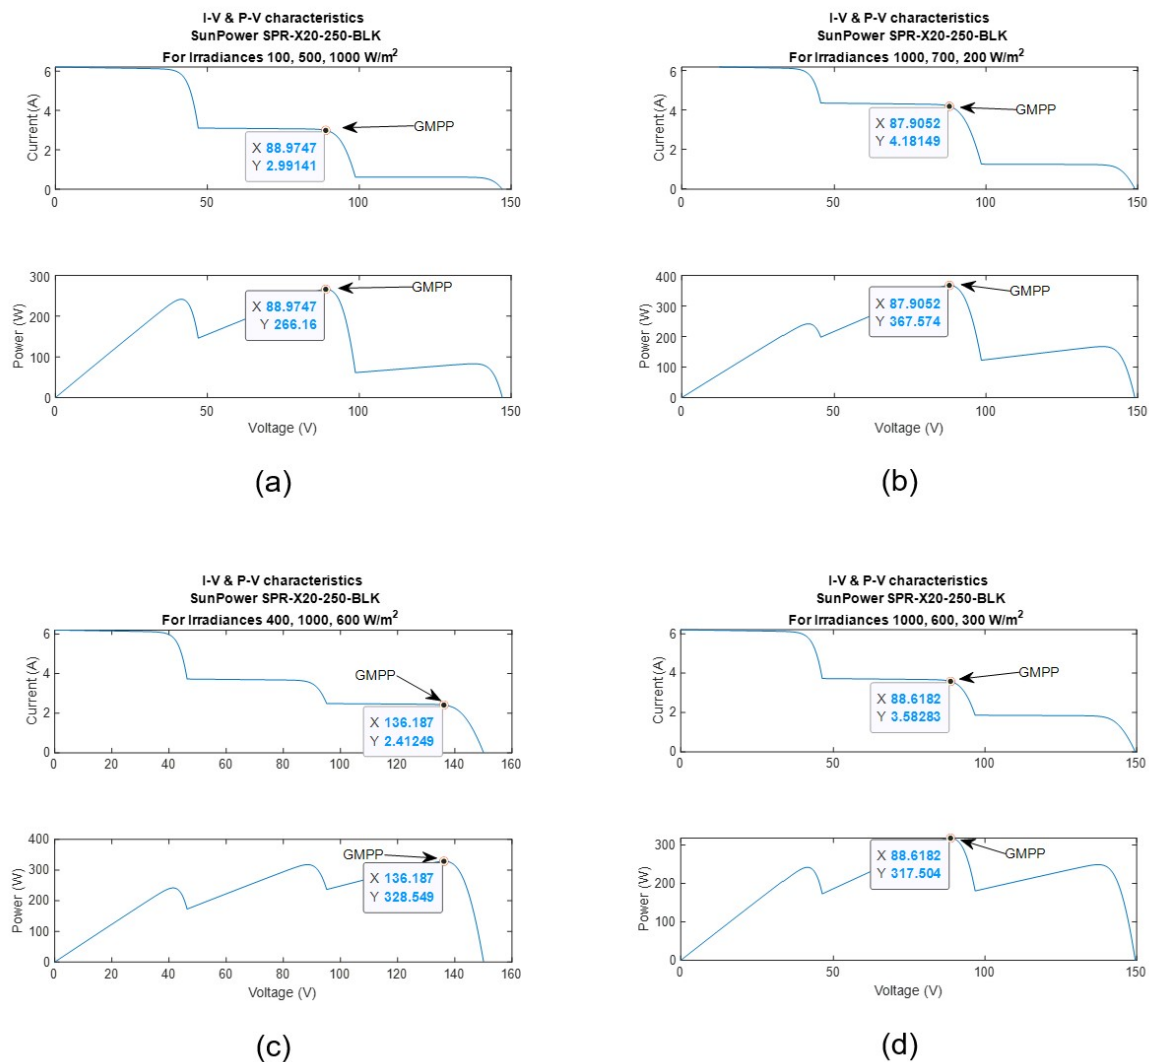 I-V & P-V characteristics
SunPower SPR-X20-250-BLK
For Irradiances 100, 500, 1000 W/m²
Current (A)
6
4
2
0
0
50
100
150
GMPP
X 88.9747
Y 2.99141
Power (W)
300
200
100
0
0
50
100
150
GMPP
X 88.9747
Y 266.16
Voltage (V)
(a)
I-V & P-V characteristics
SunPower SPR-X20-250-BLK
For Irradiances 1000, 700, 200 W/m²
Current (A)
6
4
2
0
0
50
100
150
GMPP
X 87.9052
Y 4.18149
Power (W)
400
300
200
100
0
0
50
100
150
GMPP
X 87.9052
Y 367.574
Voltage (V)
(b)
I-V & P-V characteristics
SunPower SPR-X20-250-BLK
For Irradiances 400, 1000, 600 W/m²
Current (A)
6
4
2
0
0
20
40
60
80
100
120
140
160
GMPP
X 136.187
Y 2.41249
Power (W)
400
300
200
100
0
0
20
40
60
80
100
120
140
160
GMPP
X 136.187
Y 328.549
Voltage (V)
(c)
I-V & P-V characteristics
SunPower SPR-X20-250-BLK
For Irradiances 1000, 600, 300 W/m²
Current (A)
6
4
2
0
0
50
100
150
GMPP
X 88.6182
Y 3.58283
Power (W)
300
200
100
0
0
50
100
150
GMPP
X 88.6182
Y 317.504
Voltage (V)
(d)